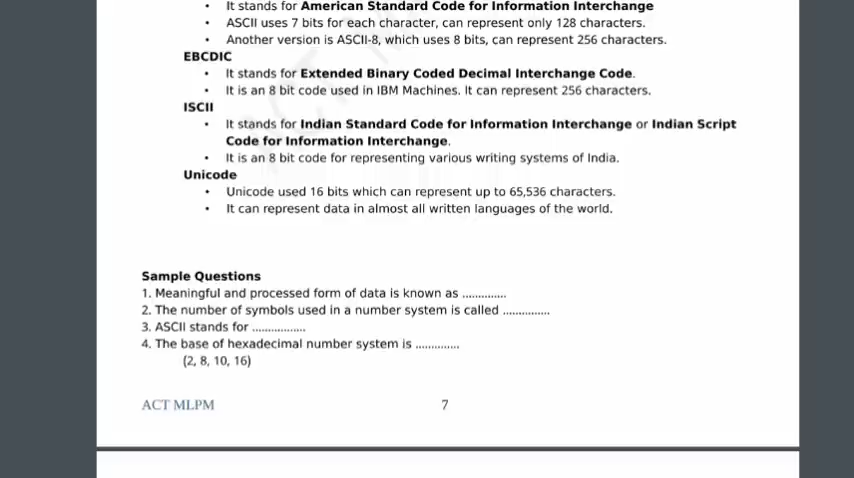 • It stands for American Standard Code for Information Interchange
• ASCII uses 7 bits for each character, can represent only 128 characters.
• Another version is ASCII-8, which uses 8 bits, can represent 256 characters.
EBCDIC
• It stands for Extended Binary Coded Decimal Interchange Code.
• It is an 8 bit code used in IBM Machines. It can represent 256 characters.
ISCII
• It stands for Indian Standard Code for Information Interchange or Indian Script
Code for Information Interchange.
• It is an 8 bit code for representing various writing systems of India.
Unicode
• Unicode used 16 bits which can represent up to 65,536 characters.
• It can represent data in almost all written languages of the world.
Sample Questions
1. Meaningful and processed form of data is known as ..............
2. The number of symbols used in a number system is called ...............
3. ASCII stands for .................
4. The base of hexadecimal number system is ..............
(2, 8, 10, 16)
ACT MLPM 7